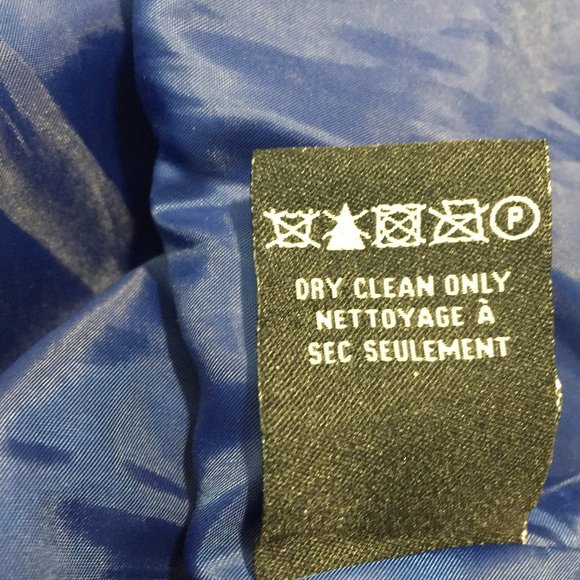 P
DRY CLEAN ONLY
NETTOYAGE À
SEC SEULEMENT